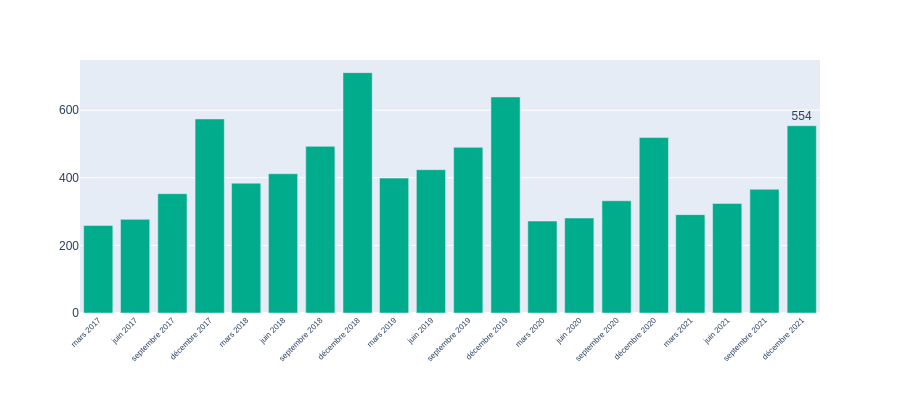 600
400
200
0
554
mars 2017
juin 2017
septembre 2017
décembre 2017
mars 2018
juin 2018
septembre 2018
décembre 2018
mars 2019
juin 2019
septembre 2019
décembre 2019
mars 2020
juin 2020
septembre 2020
décembre 2020
mars 2021
juin 2021
septembre 2021
décembre 2021